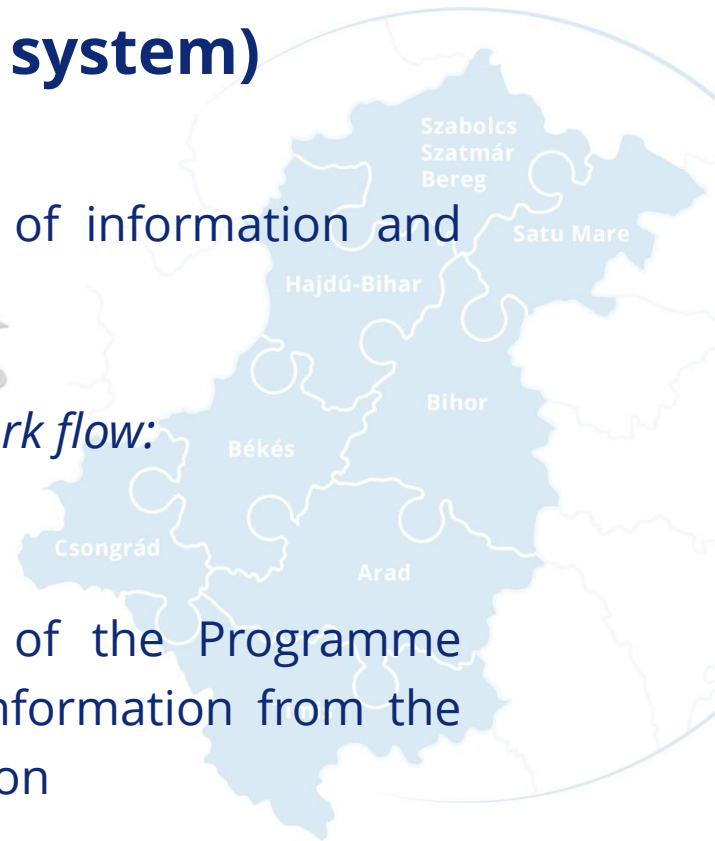 system)
Szabolcs
Szatmár
Bereg
of information and
Satu Mare
Hajdú-Bihar
Bihor
rk flow:
Békés
Csongrád
Arad
of the Programme
nformation from the
on